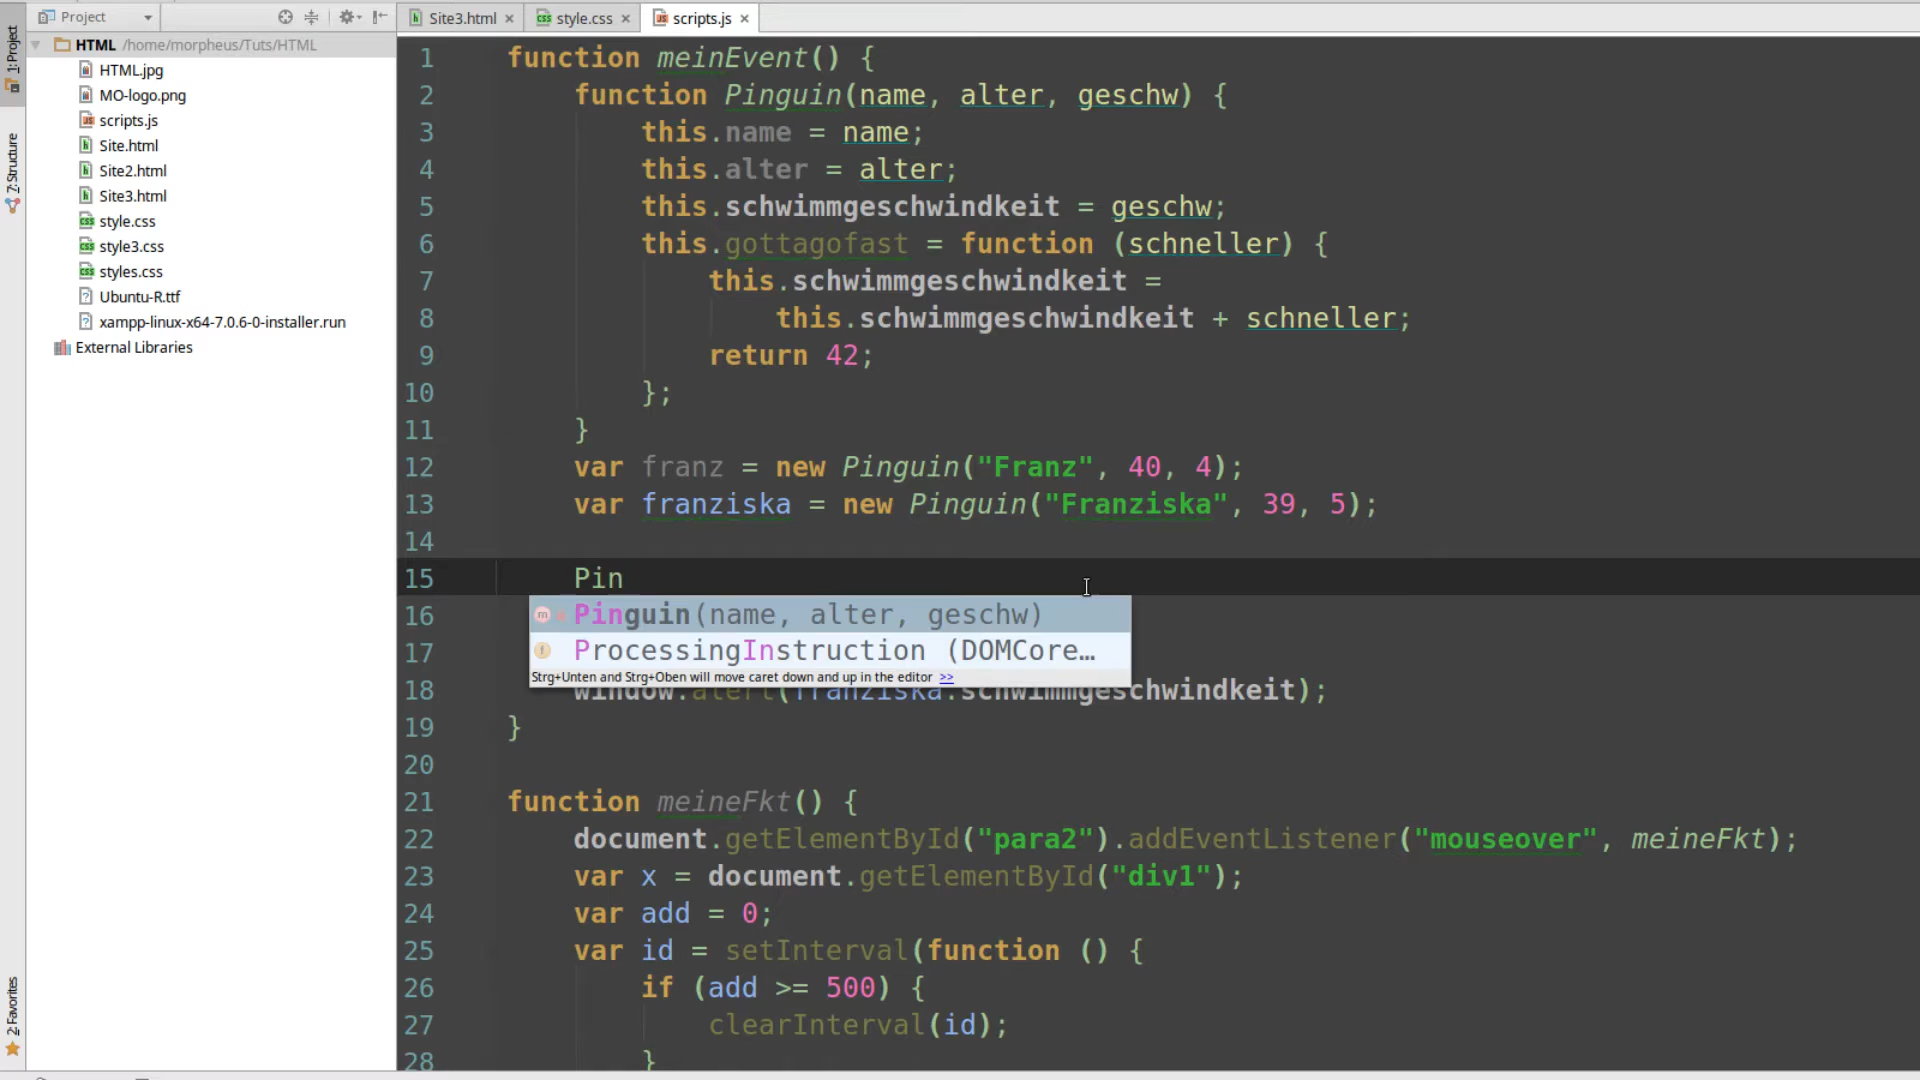 Project
Site3.html
style.css
scripts.js
1: Project
7: Structure
2: Favorites
HTML /home/morpheus/Tuts/HTML
HTML.jpg
MO-logo.png
scripts.js
Site.html
Site2.html
Site3.html
style.css
style3.css
styles.css
Ubuntu-R.ttf
xampp-linux-x64-7.0.6-0-installer.run
External Libraries
1 function meinEvent() {
2 function Pinguin(name, alter, geschw) {
3 this.name = name;
4 this.alter = alter;
5 this.schwimmgeschwindkeit = geschw;
6 this.gottagofast = function (schneller) {
7 this.schwimmgeschwindkeit =
8 this.schwimmgeschwindkeit + schneller;
9 return 42;
10 };
11 }
12 var franz = new Pinguin("Franz", 40, 4);
13 var franziska = new Pinguin("Franziska", 39, 5);
14
15 Pin
16 Pinguin(name, alter, geschw)
17 ProcessingInstruction (DOMCore…
Strg+Unten and Strg+Oben will move caret down and up in the editor >>
18 window.alert(franziska.schwimmgeschwindkeit);
19 }
20
21 function meineFkt() {
22 document.getElementById("para2").addEventListener("mouseover", meineFkt);
23 var x = document.getElementById("div1");
24 var add = 0;
25 var id = setInterval(function () {
26 if (add >= 500) {
27 clearInterval(id);
28 }